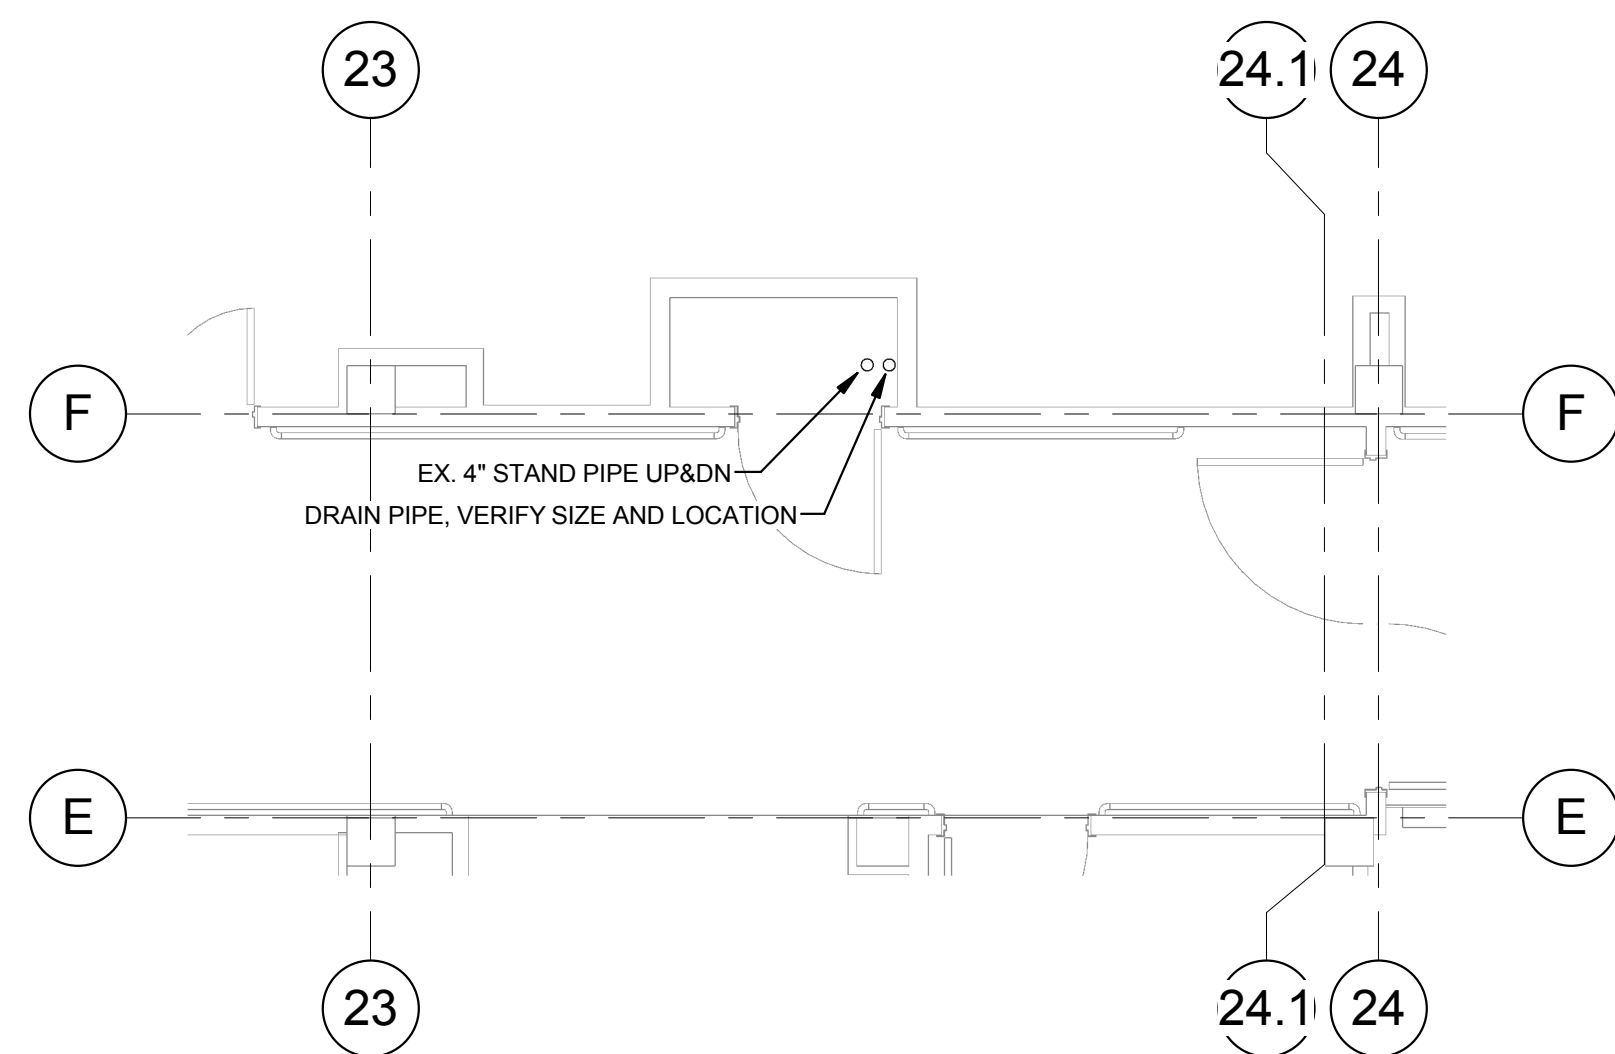 23
24.1
24
F
F
EX. 4" STAND PIPE UP&DN
DRAIN PIPE, VERIFY SIZE AND LOCATION
E
E
23
24.1
24